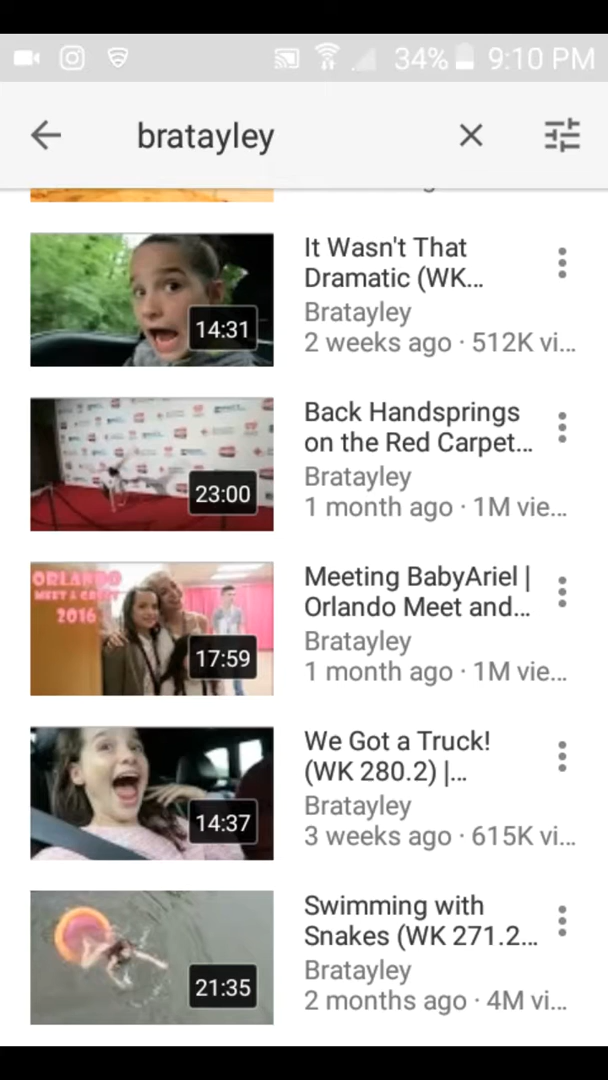 34% 9:10 PM
bratayley
It Wasn't That
Dramatic (WK...
Bratayley
2 weeks ago · 512K vi...
14:31
Back Handsprings
on the Red Carpet...
Bratayley
1 month ago · 1M vie...
23:00
Meeting BabyAriel |
Orlando Meet and...
Bratayley
1 month ago · 1M vie...
ORLANDO
MEET & GREET
2016
17:59
We Got a Truck!
(WK 280.2) |...
Bratayley
3 weeks ago · 615K vi...
14:37
Swimming with
Snakes (WK 271.2...
Bratayley
2 months ago · 4M vi...
21:35